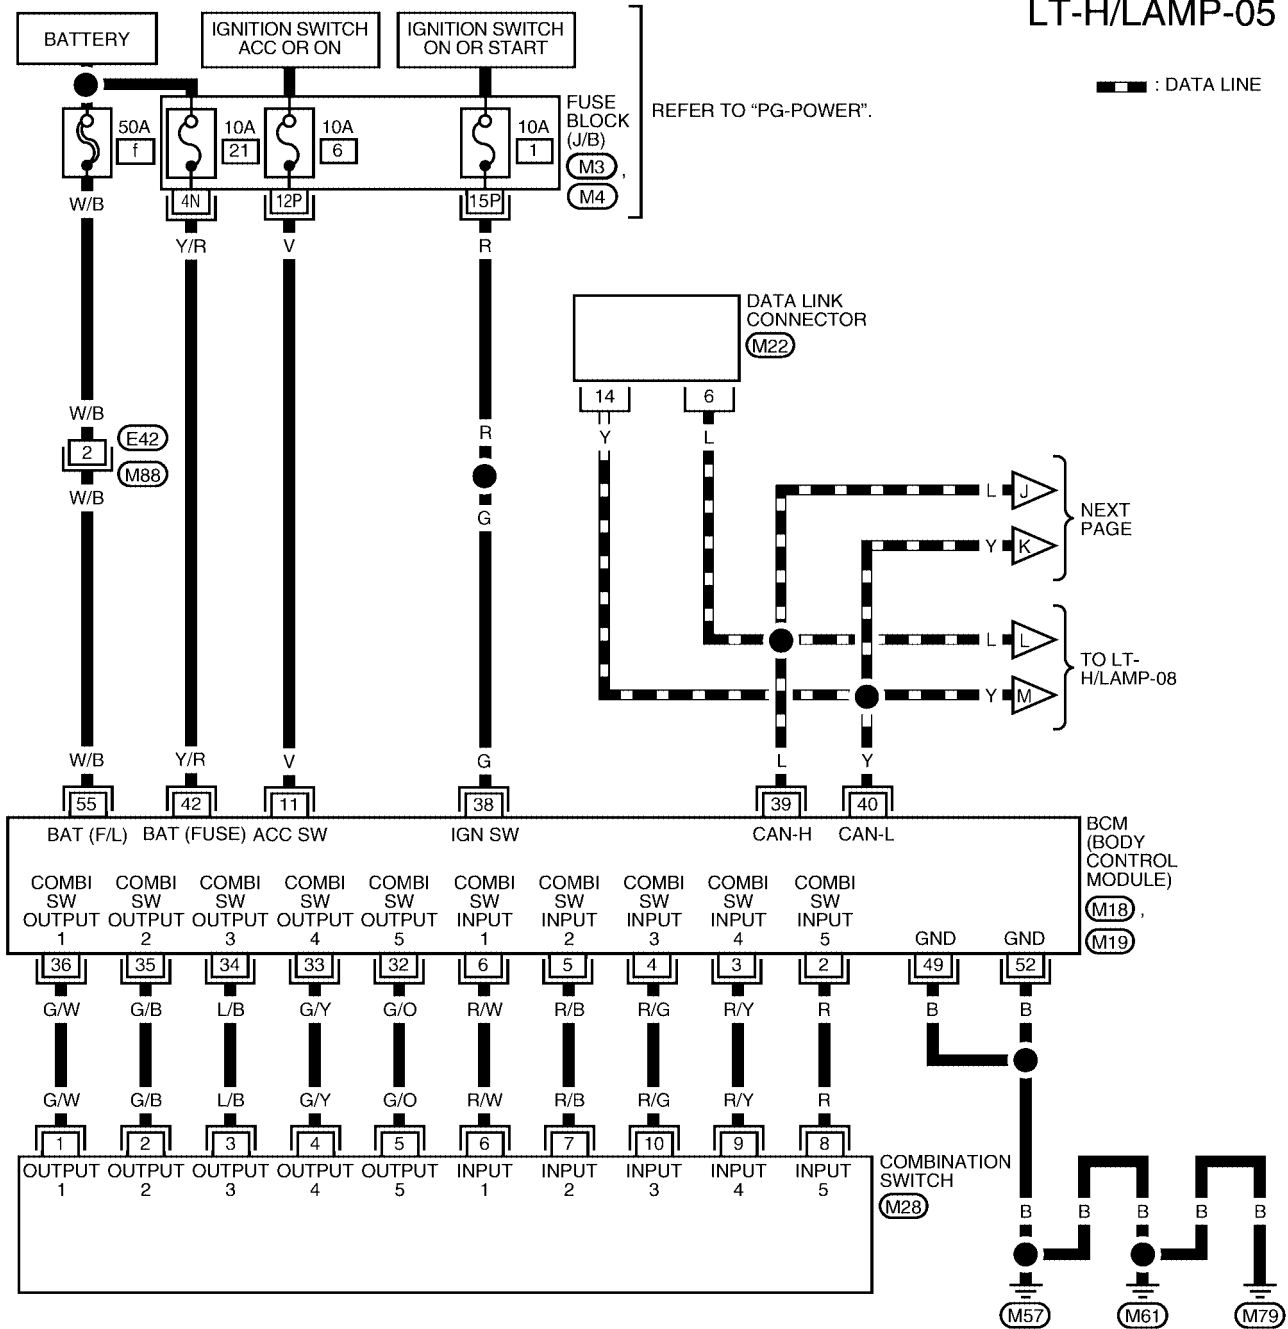 LT-H/LAMP-05
: DATA LINE
BATTERY
IGNITION SWITCH
ACC OR ON
IGNITION SWITCH
ON OR START
50A
f
10A
21
10A
6
10A
1
FUSE
BLOCK
(J/B)
M3 ,
M4
REFER TO “PG-POWER”.
4N
12P
15P
W/B
Y/R
V
R
DATA LINK
CONNECTOR
M22
14
6
Y
L
W/B
2
E42
M88
W/B
R
G
L
J
Y
K
NEXT
PAGE
L
L
Y
M
TO LT-
H/LAMP-08
W/B
Y/R
V
G
L
Y
55
42
11
38
39
40
BAT (F/L)
BAT (FUSE)
ACC SW
IGN SW
CAN-H
CAN-L
BCM
(BODY
CONTROL
MODULE)
M18 ,
M19
COMBI
SW
OUTPUT
1
COMBI
SW
OUTPUT
2
COMBI
SW
OUTPUT
3
COMBI
SW
OUTPUT
4
COMBI
SW
OUTPUT
5
COMBI
SW
INPUT
1
COMBI
SW
INPUT
2
COMBI
SW
INPUT
3
COMBI
SW
INPUT
4
COMBI
SW
INPUT
5
GND
GND
36
35
34
33
32
6
5
4
3
2
49
52
G/W
G/B
L/B
G/Y
G/O
R/W
R/B
R/G
R/Y
R
B
B
G/W
G/B
L/B
G/Y
G/O
R/W
R/B
R/G
R/Y
R
1
2
3
4
5
6
7
10
9
8
OUTPUT
1
OUTPUT
2
OUTPUT
3
OUTPUT
4
OUTPUT
5
INPUT
1
INPUT
2
INPUT
3
INPUT
4
INPUT
5
COMBINATION
SWITCH
M28
B
B
B
B
B
M57
M61
M79